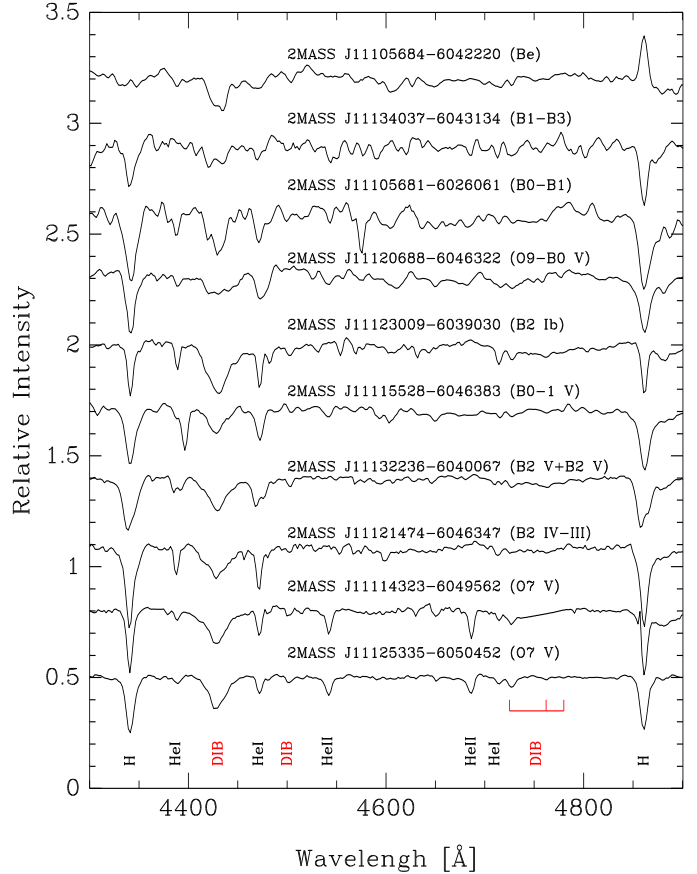 3.5
2MASS J11105684−6042220 (Be)
3
2MASS J11134037−6043134 (B1−B3)
2MASS J11105681−6026061 (B0−B1)
2.5
2MASS J11120688−6046322 (O9−B0 V)
2MASS J11123009−6039030 (B2 Ib)
2
2MASS J11115528−6046383 (B0−1 V)
1.5
2MASS J11132236−6040067 (B2 V+B2 V)
2MASS J11121474−6046347 (B2 IV−III)
1
2MASS J11114323−6049562 (O7 V)
2MASS J11125335−6050452 (O7 V)
0.5
H HeI DIB HeI DIB HeII HeII HeI DIB H
0
4400 4600 4800
Relative Intensity
Wavelengh [Å]